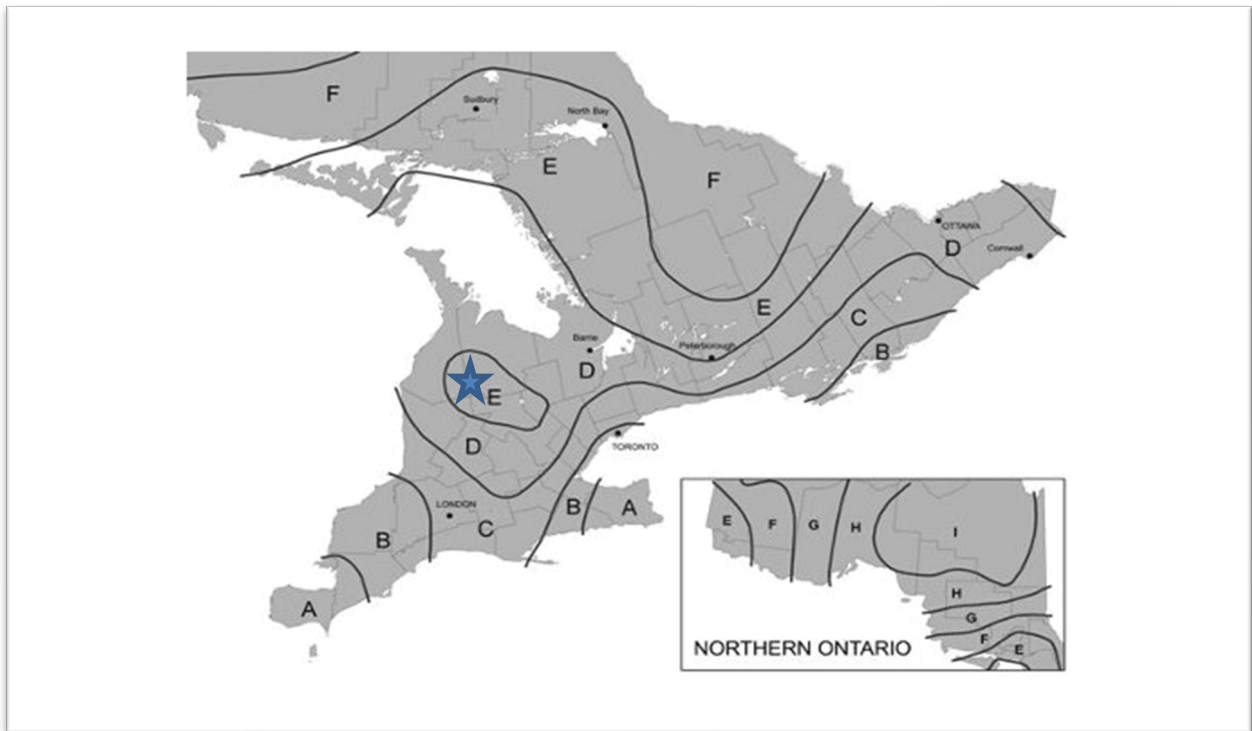 F
Sudbury
North Bay
E
F
OTTAWA
D
Cornwall
E
C
Barrie
Peterborough
B
D
E
TORONTO
D
LONDON
B
A
C
B
A
E
F
G
H
I
H
G
F
E
NORTHERN ONTARIO